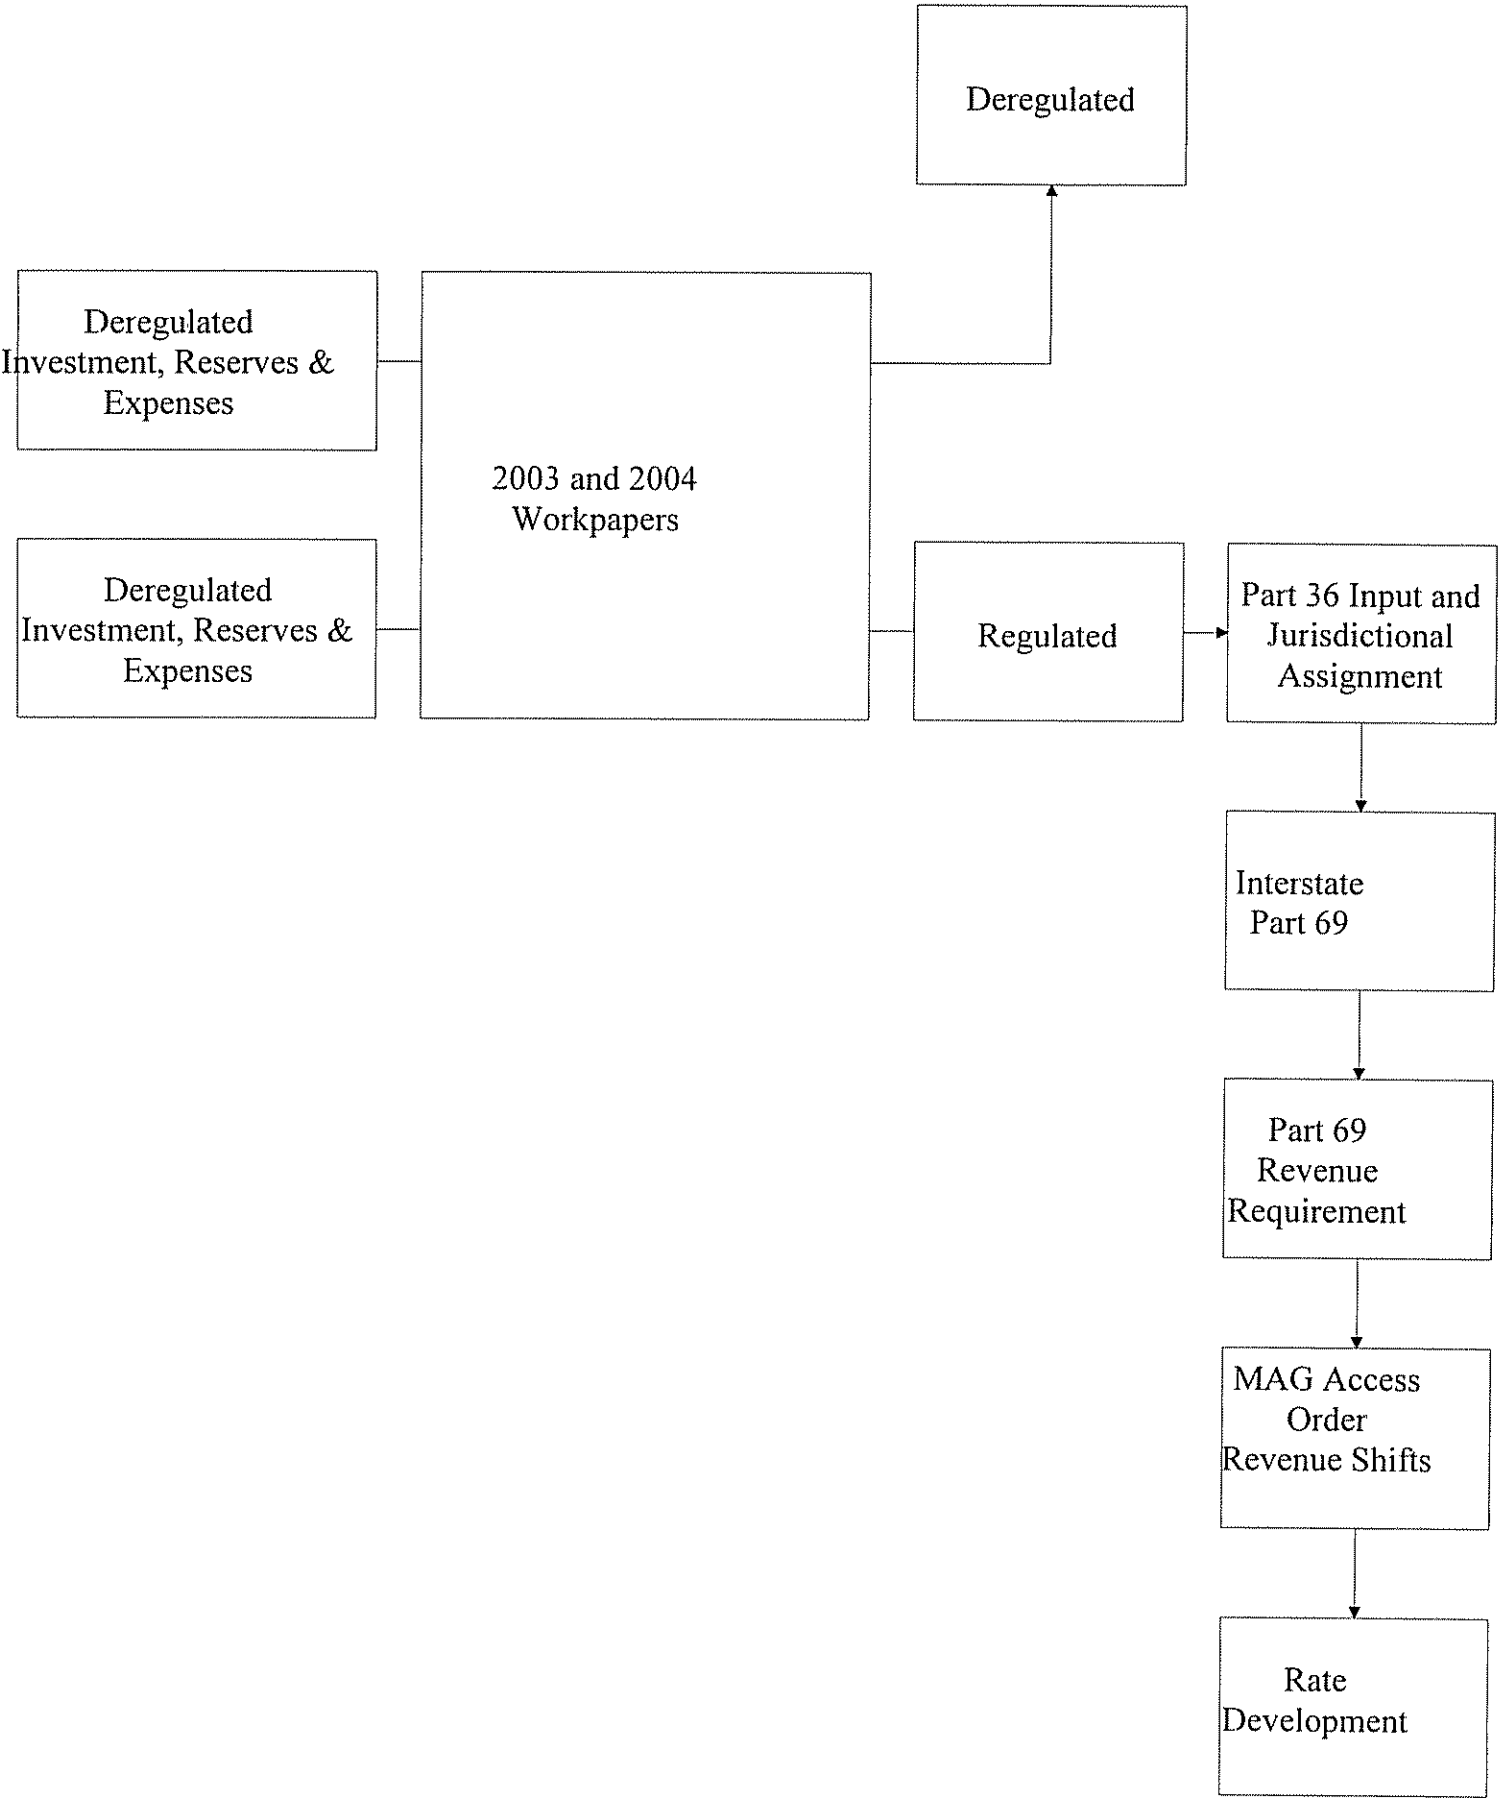 Deregulated
Deregulated
Investment, Reserves &
Expenses
2003 and 2004
Workpapers
Deregulated
Investment, Reserves &
Expenses
Regulated
Part 36 Input and
Jurisdictional
Assignment
Interstate
Part 69
Part 69
Revenue
Requirement
MAG Access
Order
Revenue Shifts
Rate
Development